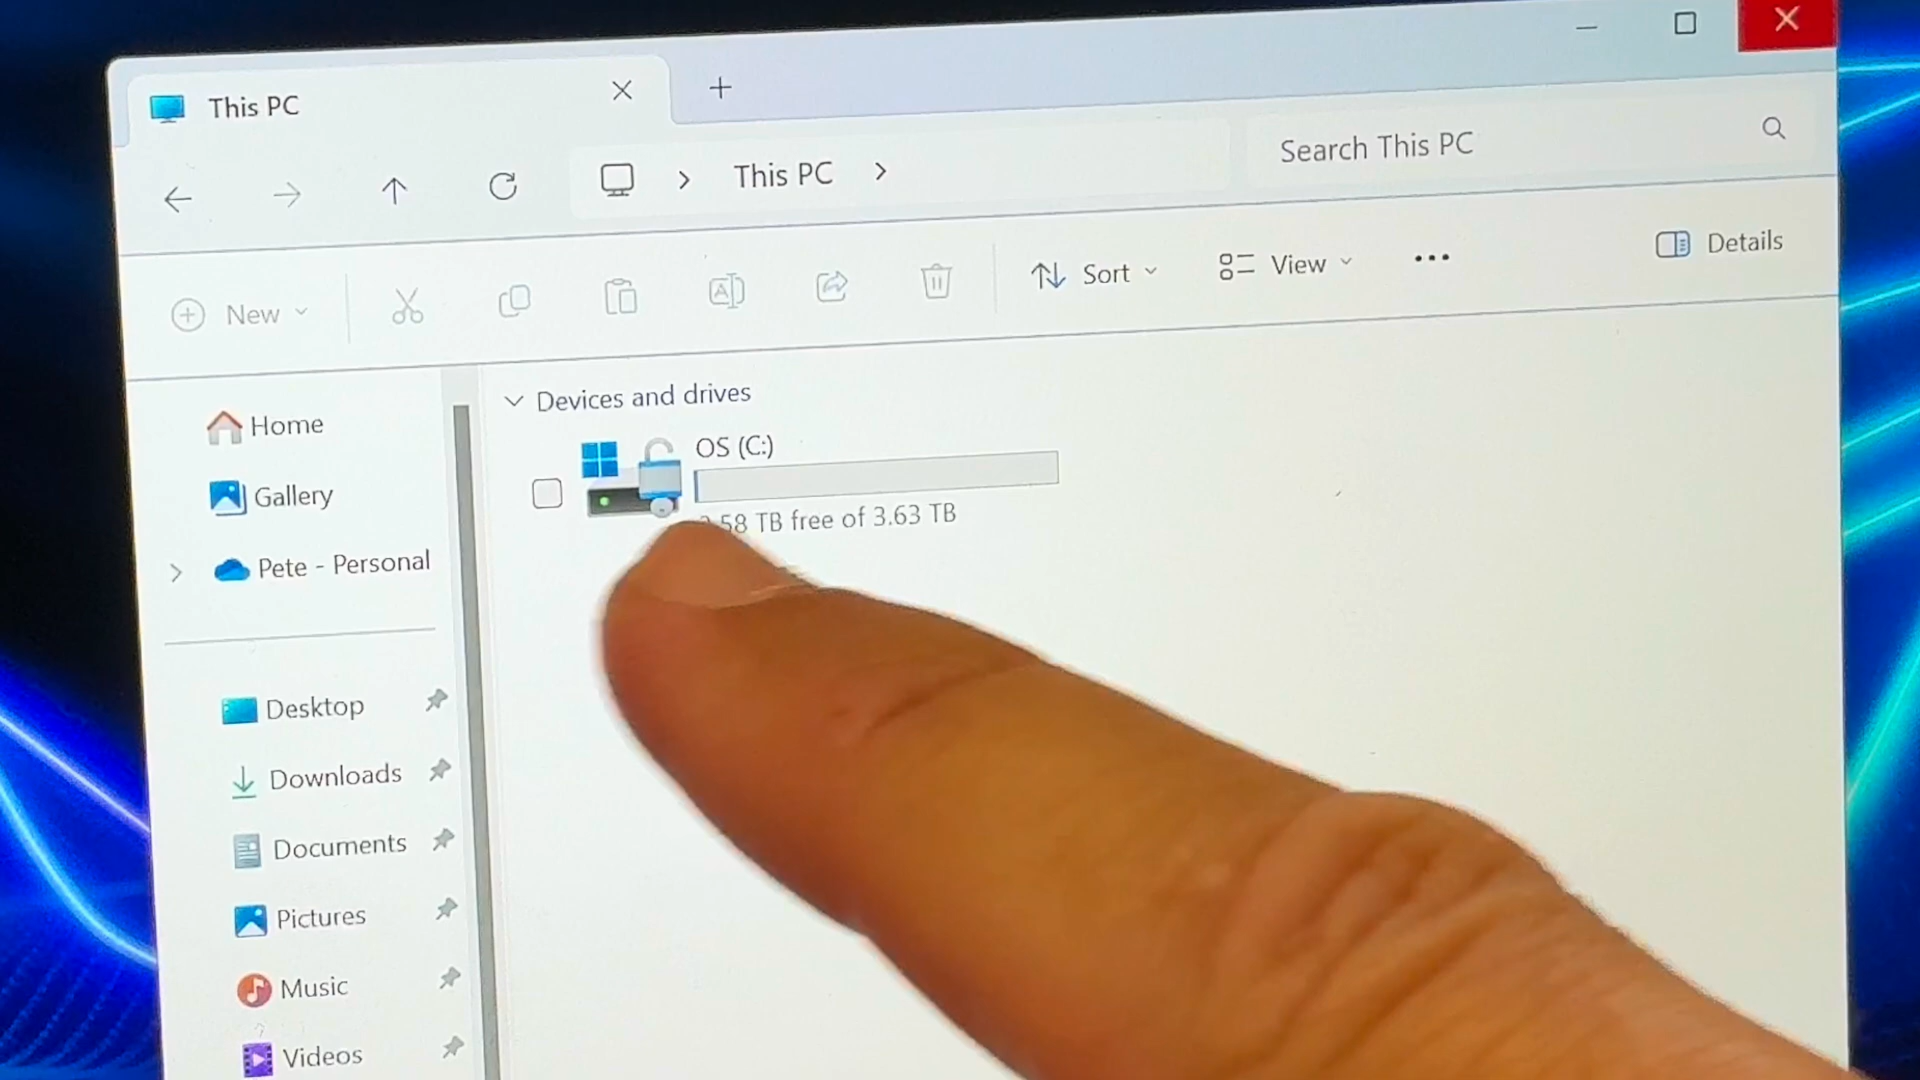 This PC
This PC
Search This PC
New
Sort
View
Details
Home
Gallery
Pete - Personal
Desktop
Downloads
Documents
Pictures
Music
Videos
Devices and drives
OS (C:)
58 TB free of 3.63 TB